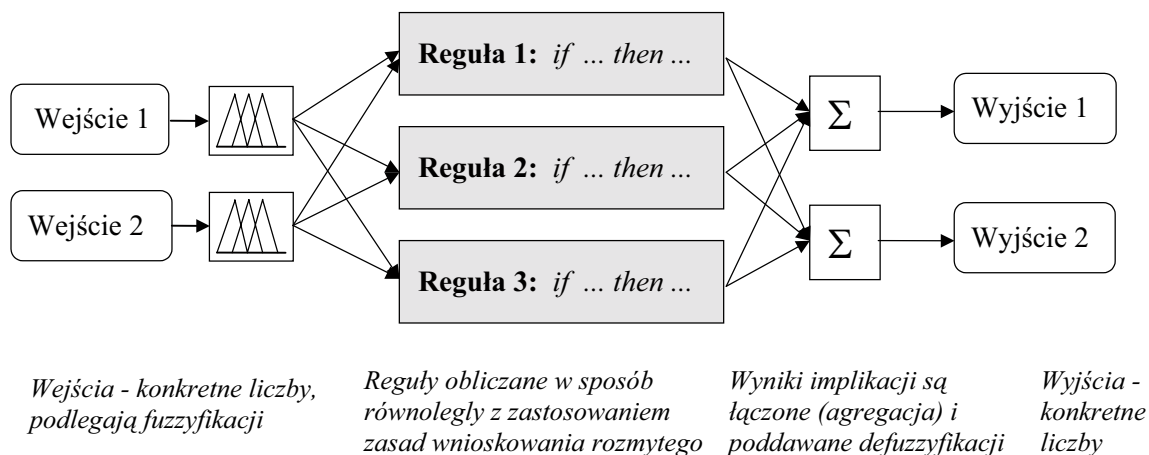 Reguła 1: if ... then ...
Wejście 1
Σ
Wyjście 1
Reguła 2: if ... then ...
Wejście 2
Σ
Wyjście 2
Reguła 3: if ... then ...
Wejścia - konkretne liczby,
podlegają fuzzyfikacji
Reguły obliczane w sposób
równolegly z zastosowaniem
zasad wnioskowania rozmytego
Wyniki implikacji są
łączone (agregacja) i
poddawane defuzzyfikacji
Wyjścia -
konkretne
liczby